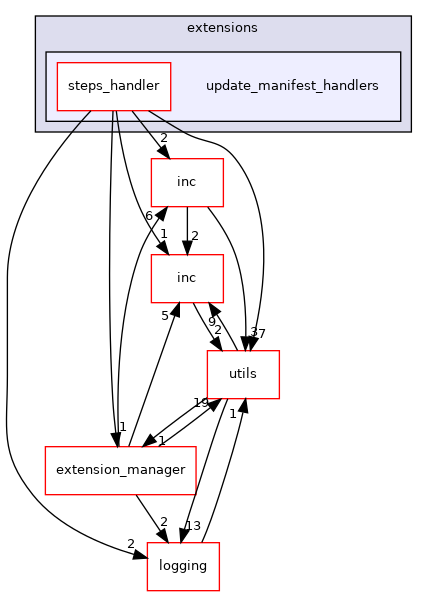 extensions
steps_handler
update_manifest_handlers
2
inc
6
1
2
inc
5
9
2
37
utils
19
1
1
1
extension_manager
2
13
2
logging